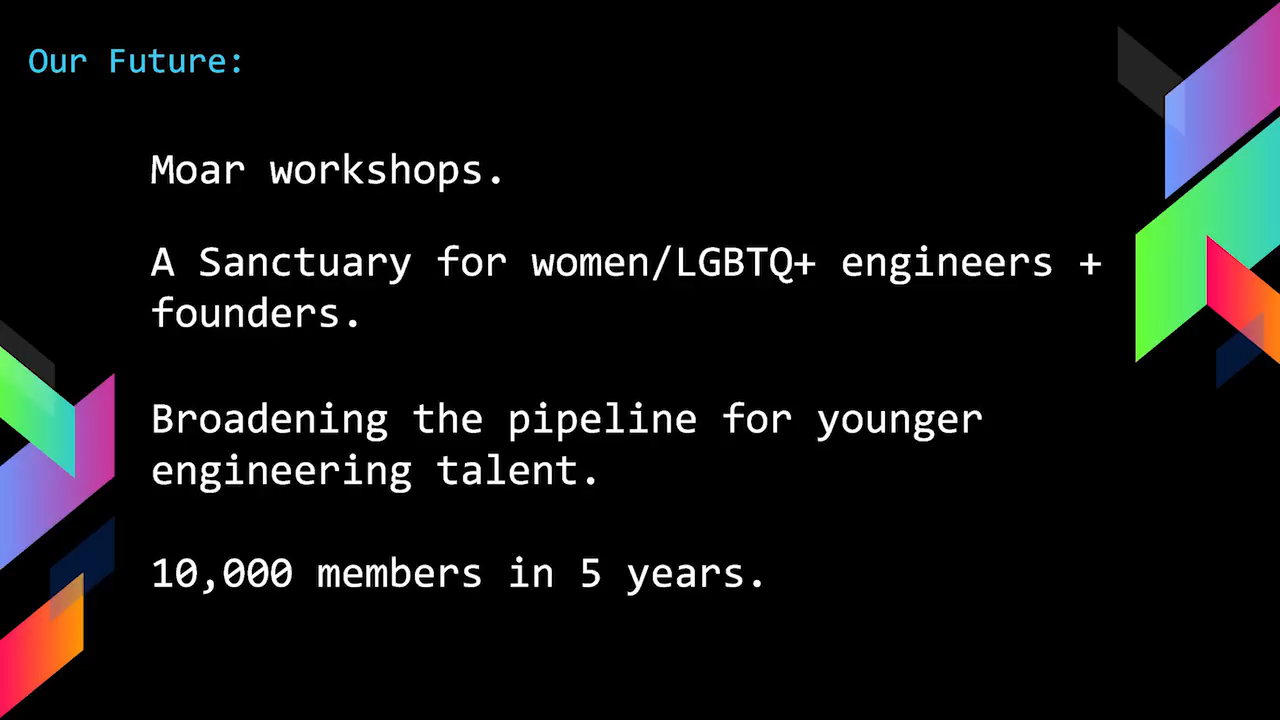 Our Future:
Moar workshops.
A Sanctuary for women/LGBTQ+ engineers +
founders.
Broadening the pipeline for younger
engineering talent.
10,000 members in 5 years.